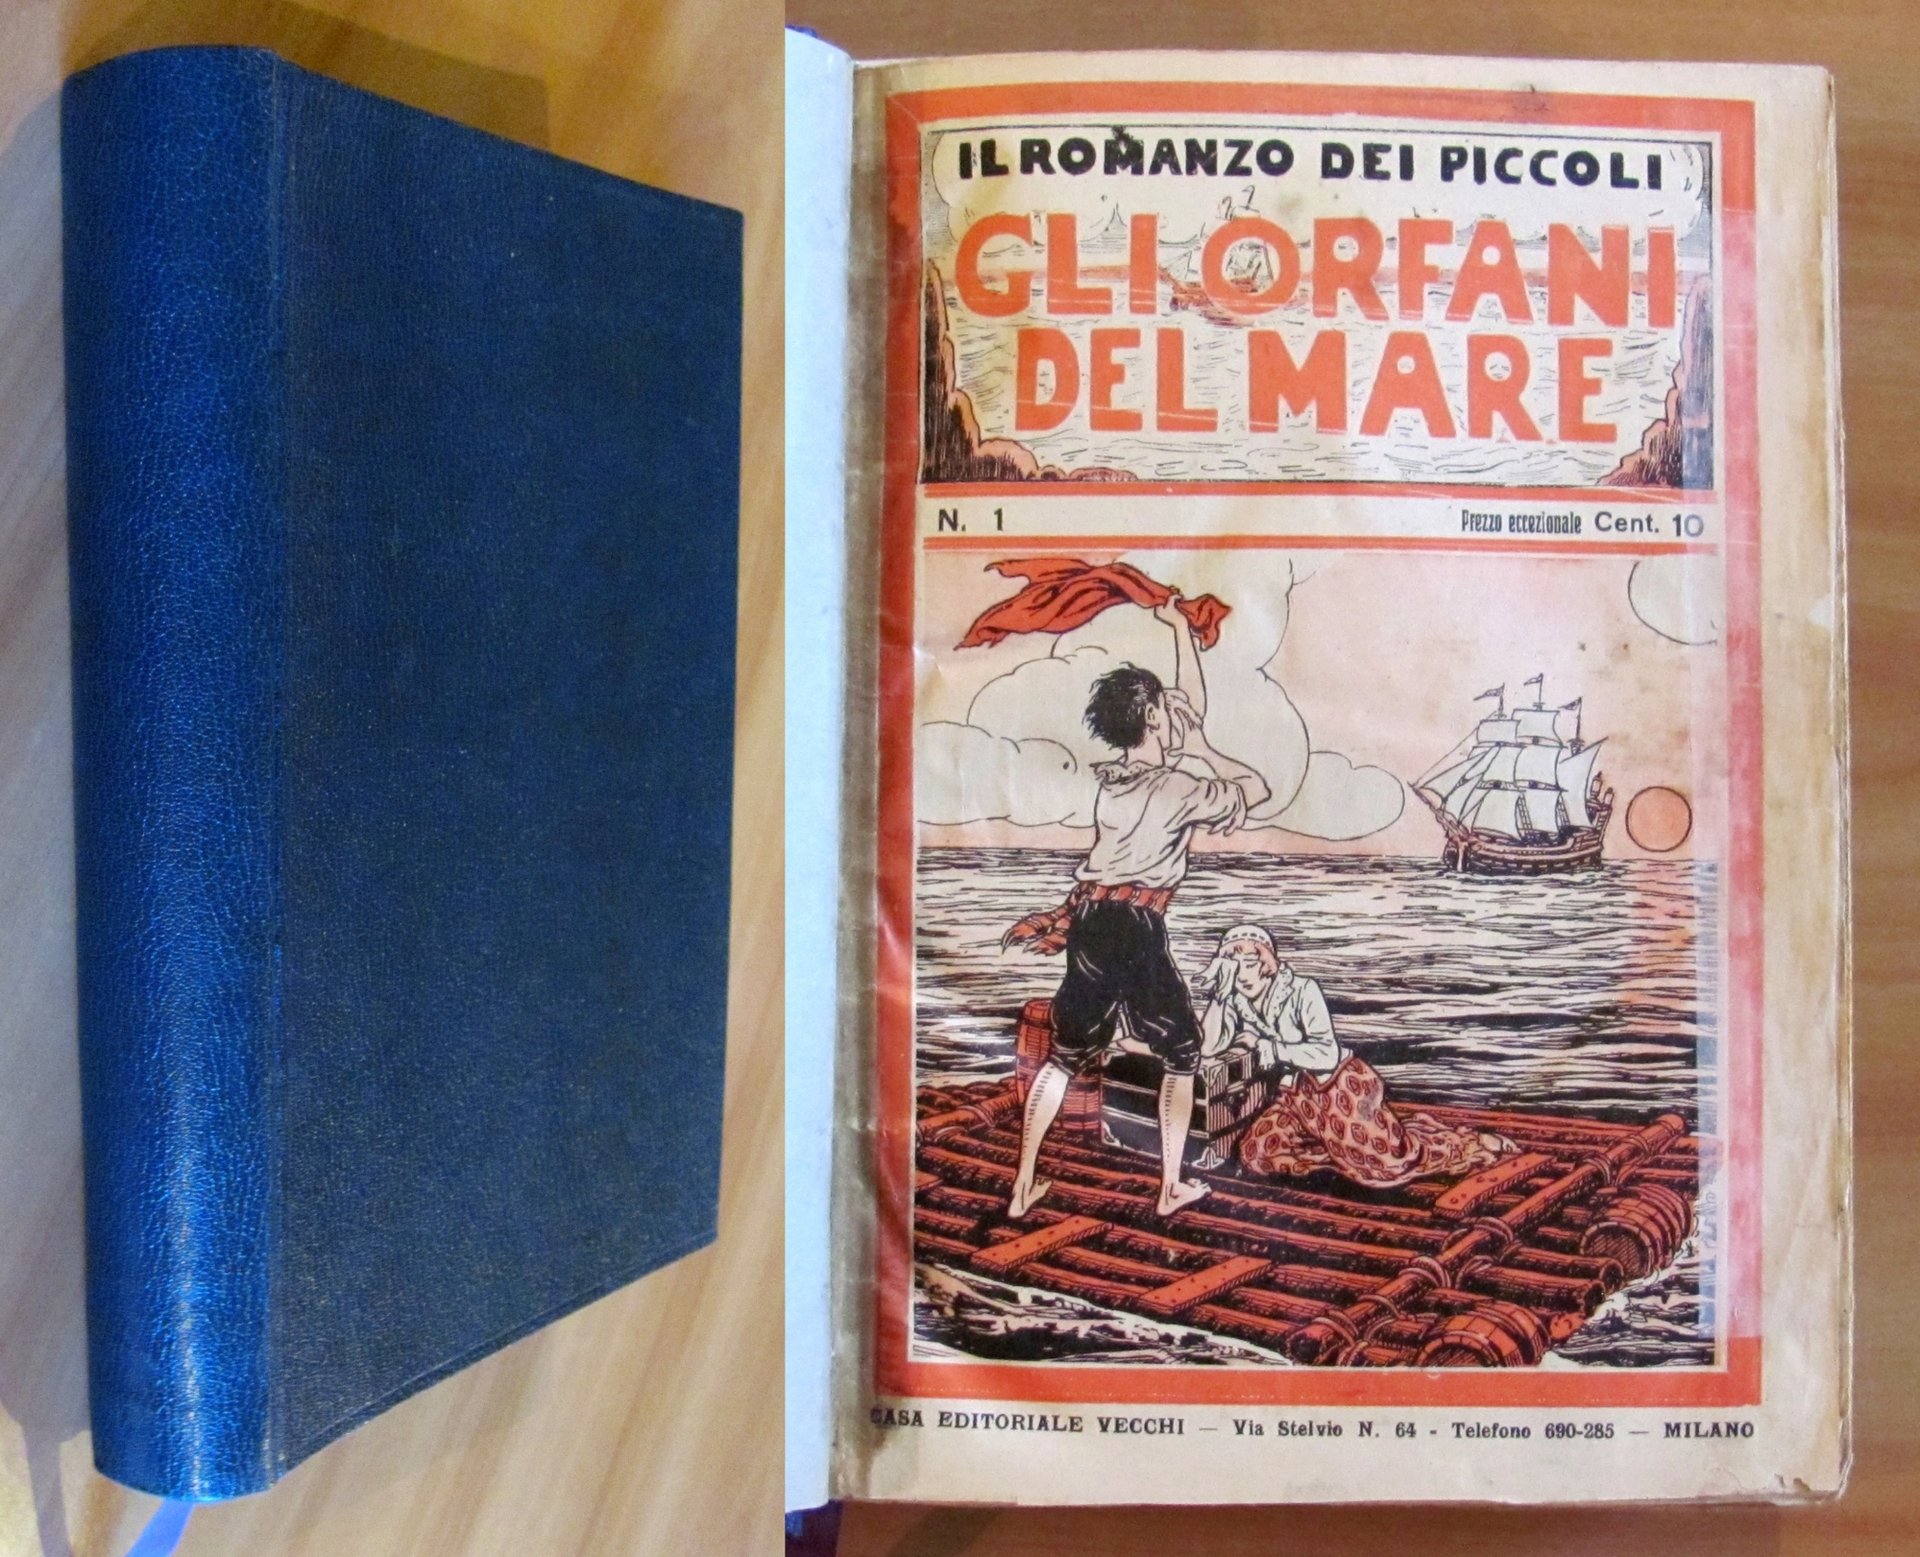 IL ROMANZO DEI PICCOLI
GLI ORFANI
DEL MARE
N. 1 Prezzo eccezionale Cent. 10
CASA EDITORIALE VECCHI — Via Stelvio N. 64 - Telefono 690-285 — MILANO